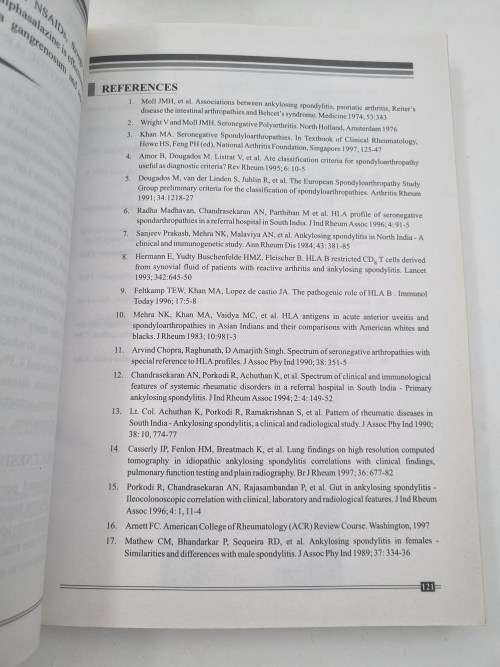 NSAIDs,
alphasalazine is
gangrenosum and
REFERENCES
1. Moll JMH, et al. Associations between ankylosing spondylitis, psoriatic arthritis, Reiter's
disease the intestinal arthropathies and Behcet's syndrome. Medicine 1974; 53:343
2. Wright V and Moll JMH. Seronegative Polyarthritis. North Holland, Amsterdam 1976
3. Khan MA. Seronegative Spondyloarthropathies. In Textbook of Clinical Rheumatology,
Howe HS, Feng PH (ed), National Arthritis Foundation, Singapore 1997; 125-47
4. Amor B, Dougados M. Listrat V, et al. Are classification criteria for spondyloarthropathy
useful as diagnostic criteria? Rev Rheum 1995; 6: 10-5
5. Dougados M, van der Linden S, Juhlin R, et al. The European Spondyloarthropathy Study
Group prelimionary criteria for the classification of spondyloarthropathies. Arthritis Rheum
1991; 34:1218-27
6. Radha Madhavan, Chandrasekaran AN, Parthiban M et al. HLA profile of seronegative
spondarthropathies in a referral hospital in South India. J Ind Rheum Assoc 1996; 4: 91-5
7. Sanjeev Prakash, Mehra NK, Malaviya AN, et al. Ankylosing spondylitis in North India - A
clinical and immunogenetic study. Ann Rheum Dis 1984; 43: 381-85
8. Hermann E, Yudty Buschenfelde HMZ, Fleischer B. HLA B restricted CD8 T cells derived
from synovial fluid of patients with reactive arthritis and ankylosing spondilitis. Lancet
1993; 342:645-50
9. Feltkamp TEW, Khan MA, Lopez de castio JA. The pathogenic role of HLA B . Immunol
Today 1996; 17:5-8
10. Mehra NK, Khan MA, Vaidya MC, et al. HLA antigens in acute anterior uveitis and
spondyloarthropathies in Asian Indians and their comparisons with American whites and
blacks. J Rheum 1983; 10:981-3
11. Arvind Chopra, Raghunath, D Amarjith Singh. Spectrum of seronegative arthropathies with
special reference to HLA profiles. J Assoc Phy Ind 1990; 38: 351-5
12. Chandrasekaran AN, Porkodi R, Achuthan K, et al. Spectrum of clinical and immunological
features of systemic rheumatic disorders in a referral hospital in South India - Primary
ankylosing spondylitis. J Ind Rheum Assoc 1994; 2: 4: 149-52
13. Lt. Col. Achuthan K, Porkodi R, Ramakrishnan S, et al. Pattern of rheumatic diseases in
South India - Ankylosing spondylitis, a clinical and radiological study. J Assoc Phy Ind 1990;
38: 10, 774-77
14. Casserly IP, Fenlon HM, Breatmach K, et al. Lung findings on high resolution computed
tomography in idiopathic ankylosing spondylitis correlations with clinical findings,
pulmonary function testing and plain radiography. Br J Rheum 1997; 36: 677-82
15. Porkodi R, Chandrasekaran AN, Rajasambandan P, et al. Gut in ankylosing spondylitis -
Ileocolonoscopic correlation with clinical, laboratory and radiological features. J Ind Rheum
Assoc 1996; 4: 1, 11-4
16. Arnett FC. American College of Rheumatology (ACR) Review Course. Washington, 1997
17. Mathew CM, Bhandarkar P, Sequeira RD, et al. Ankylosing spondylitis in females -
Similarities and differences with male spondylitis. J Assoc Phy Ind 1989; 37: 334-36
121